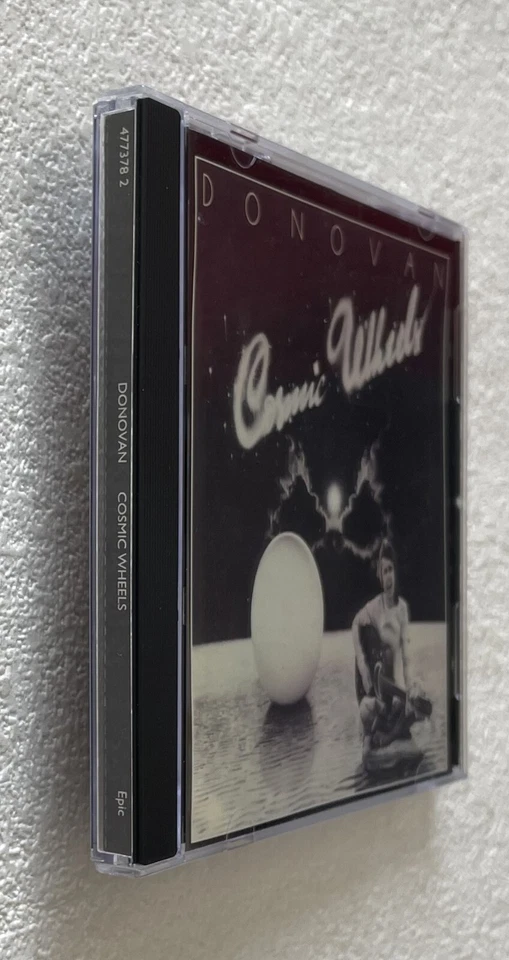 477378 2
DONOVAN COSMIC WHEELS
Epic
DONOVAN
Cosmic Wheels